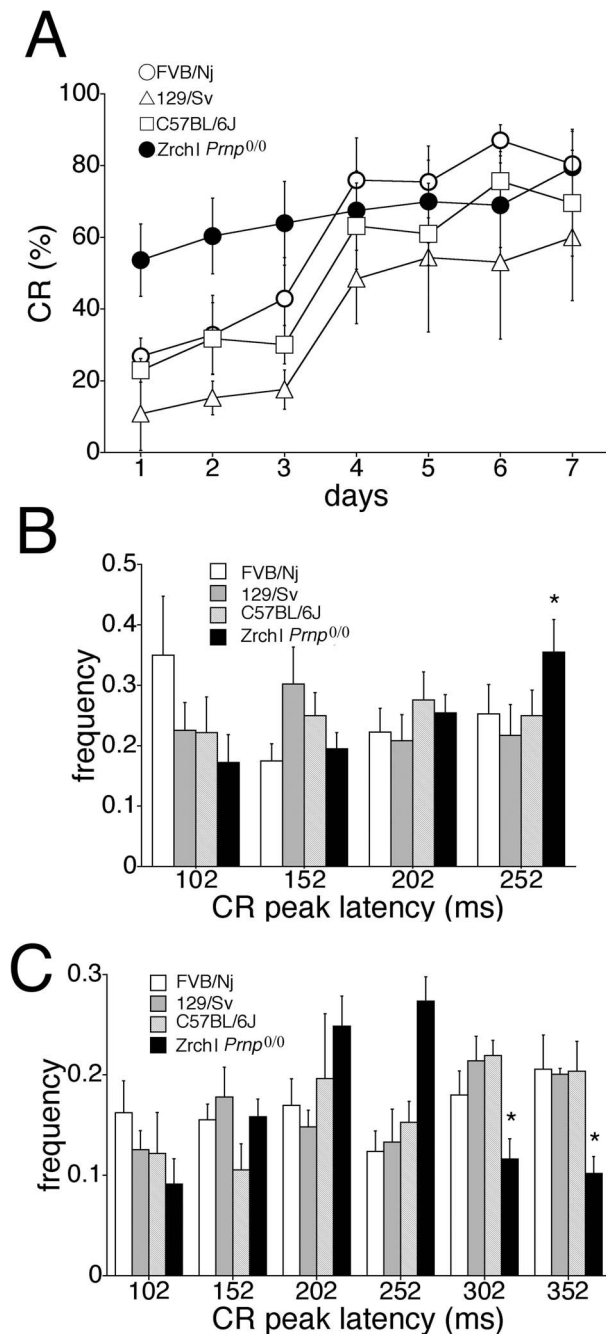 A
FVB/Nj
129/Sv
C57BL/6J
ZrchI Prnp0/0
100
80
60
40
20
0
CR (%)
1 2 3 4 5 6 7
days
B
FVB/Nj
129/Sv
C57BL/6J
ZrchI Prnp0/0
0.5
0.4
0.3
0.2
0.1
0
frequency
*
102 152 202 252
CR peak latency (ms)
C
FVB/Nj
129/Sv
C57BL/6J
ZrchI Prnp0/0
0.3
0.2
0.1
0
frequency
* *
102 152 202 252 302 352
CR peak latency (ms)